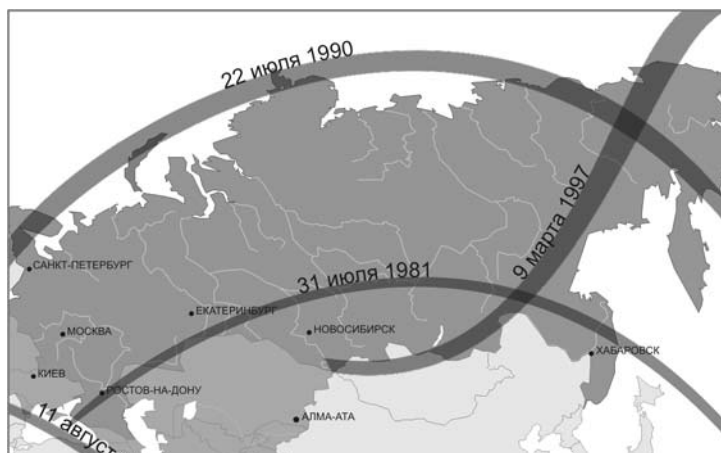 22 июля 1990
9 марта 1997
САНКТ-ПЕТЕРБУРГ
31 июля 1981
ЕКАТЕРИНБУРГ
МОСКВА
НОВОСИБИРСК
ХАБАРОВСК
КИЕВ
РОСТОВ-НА-ДОНУ
АЛМА-АТА
11 август